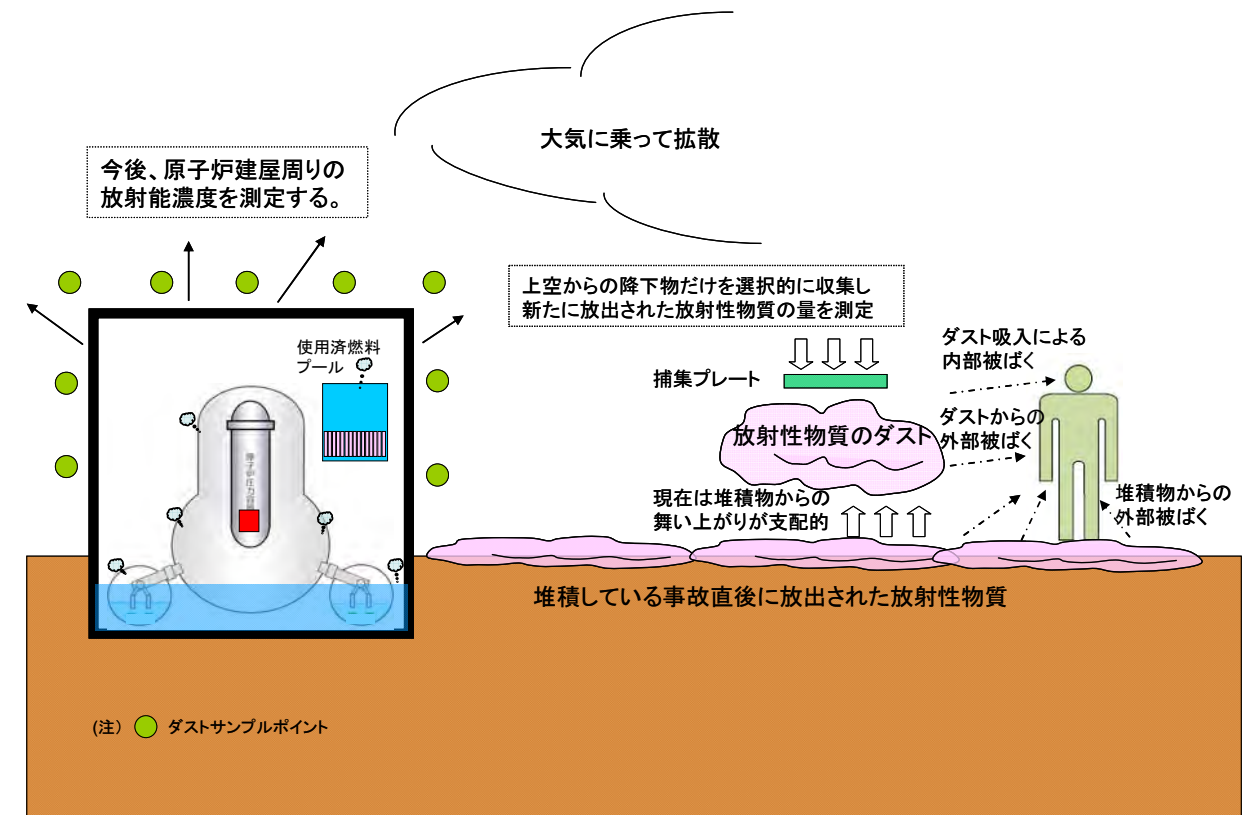 大気に乗って拡散
今後、原子炉建屋周りの
放射能濃度を測定する。
上空からの降下物だけを選択的に収集し
新たに放出された放射性物質の量を測定
使用済燃料
プール
捕集プレート
ダスト吸入による
内部被ばく
放射性物質のダスト
ダストからの
外部被ばく
原子炉圧力容器
現在は堆積物からの
舞い上がりが支配的
堆積物からの
外部被ばく
堆積している事故直後に放出された放射性物質
(注) ダストサンプルポイント